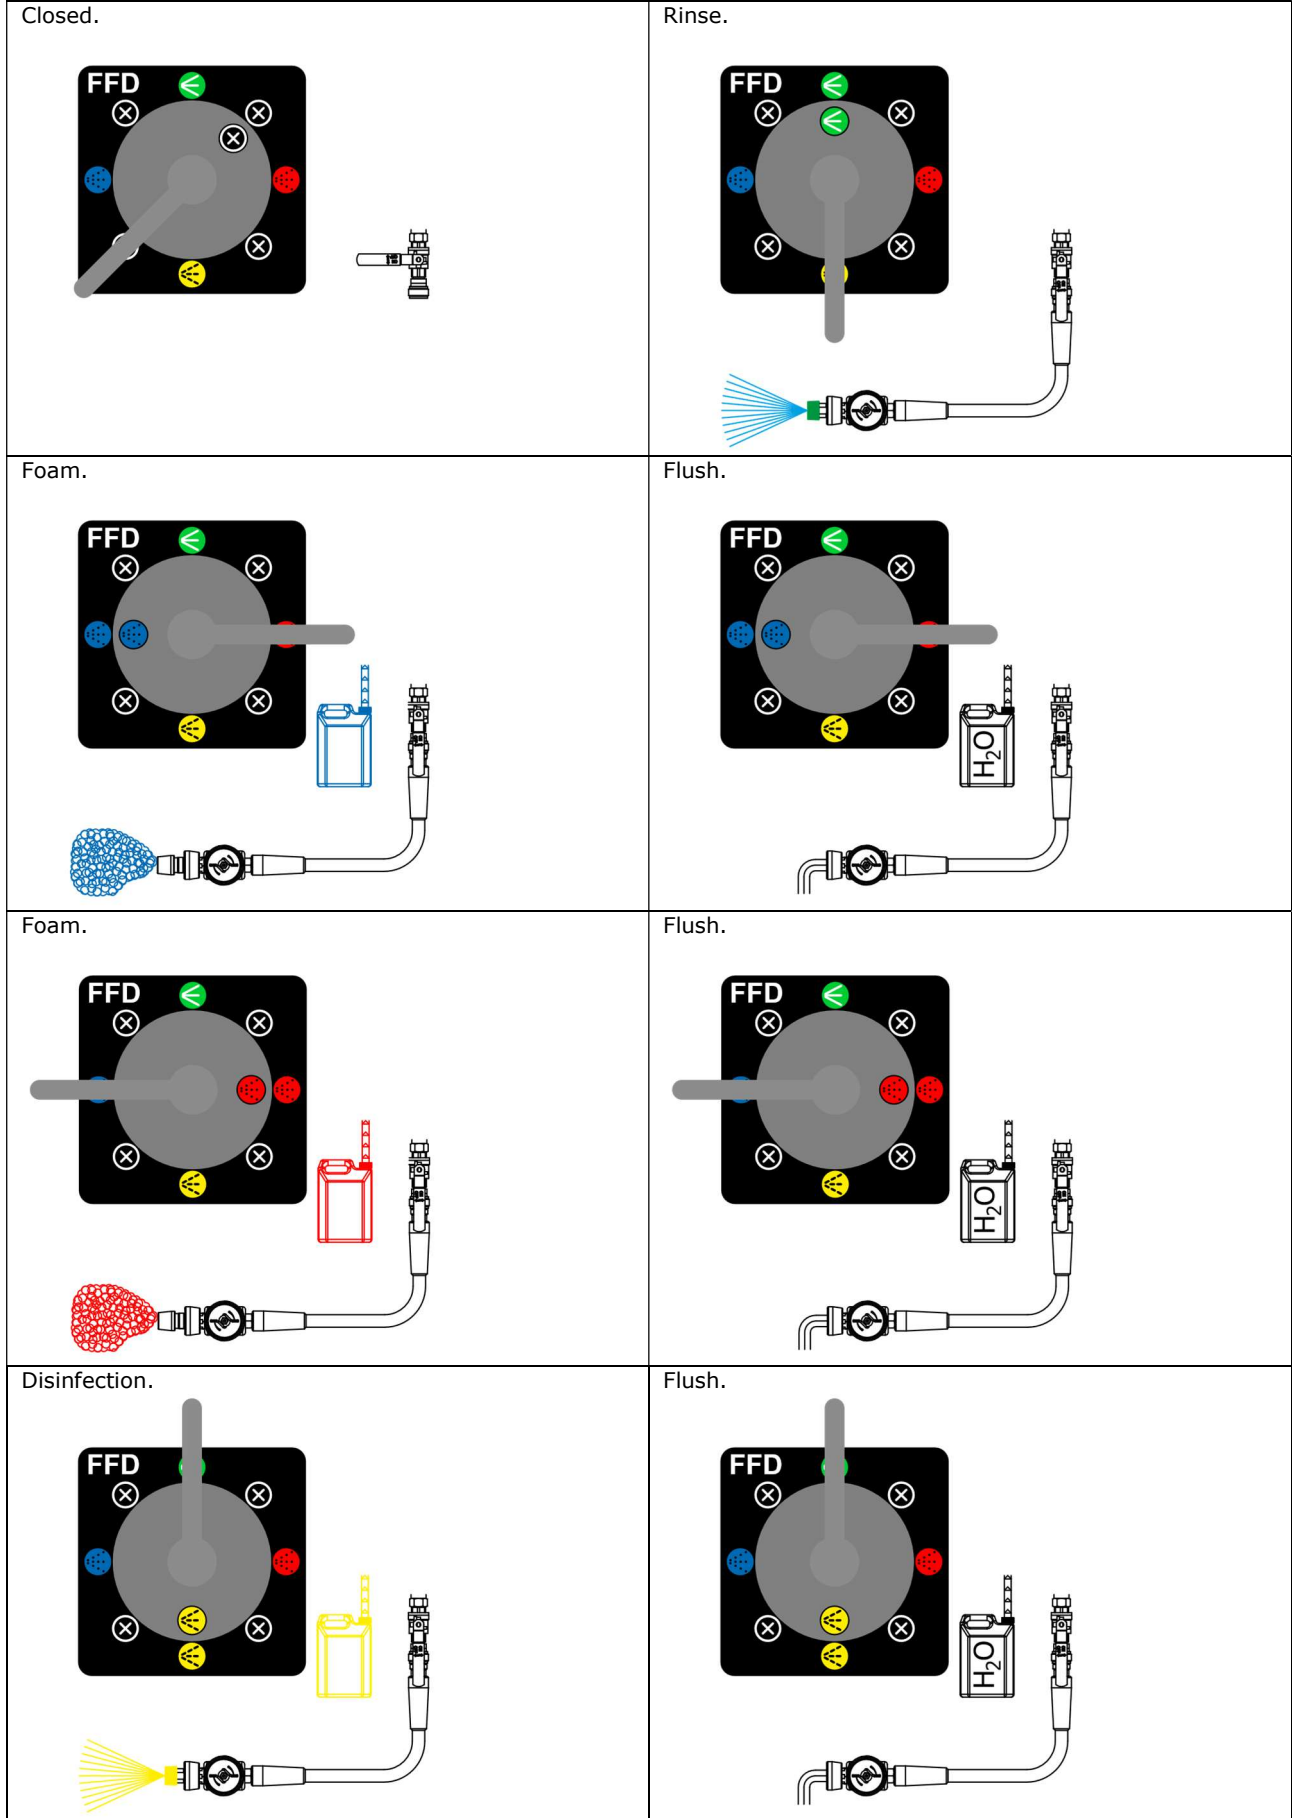 Closed.
FFD
Rinse.
FFD
Foam.
FFD
Flush.
FFD
H₂O
Foam.
FFD
Flush.
FFD
H₂O
Disinfection.
FFD
Flush.
FFD
H₂O